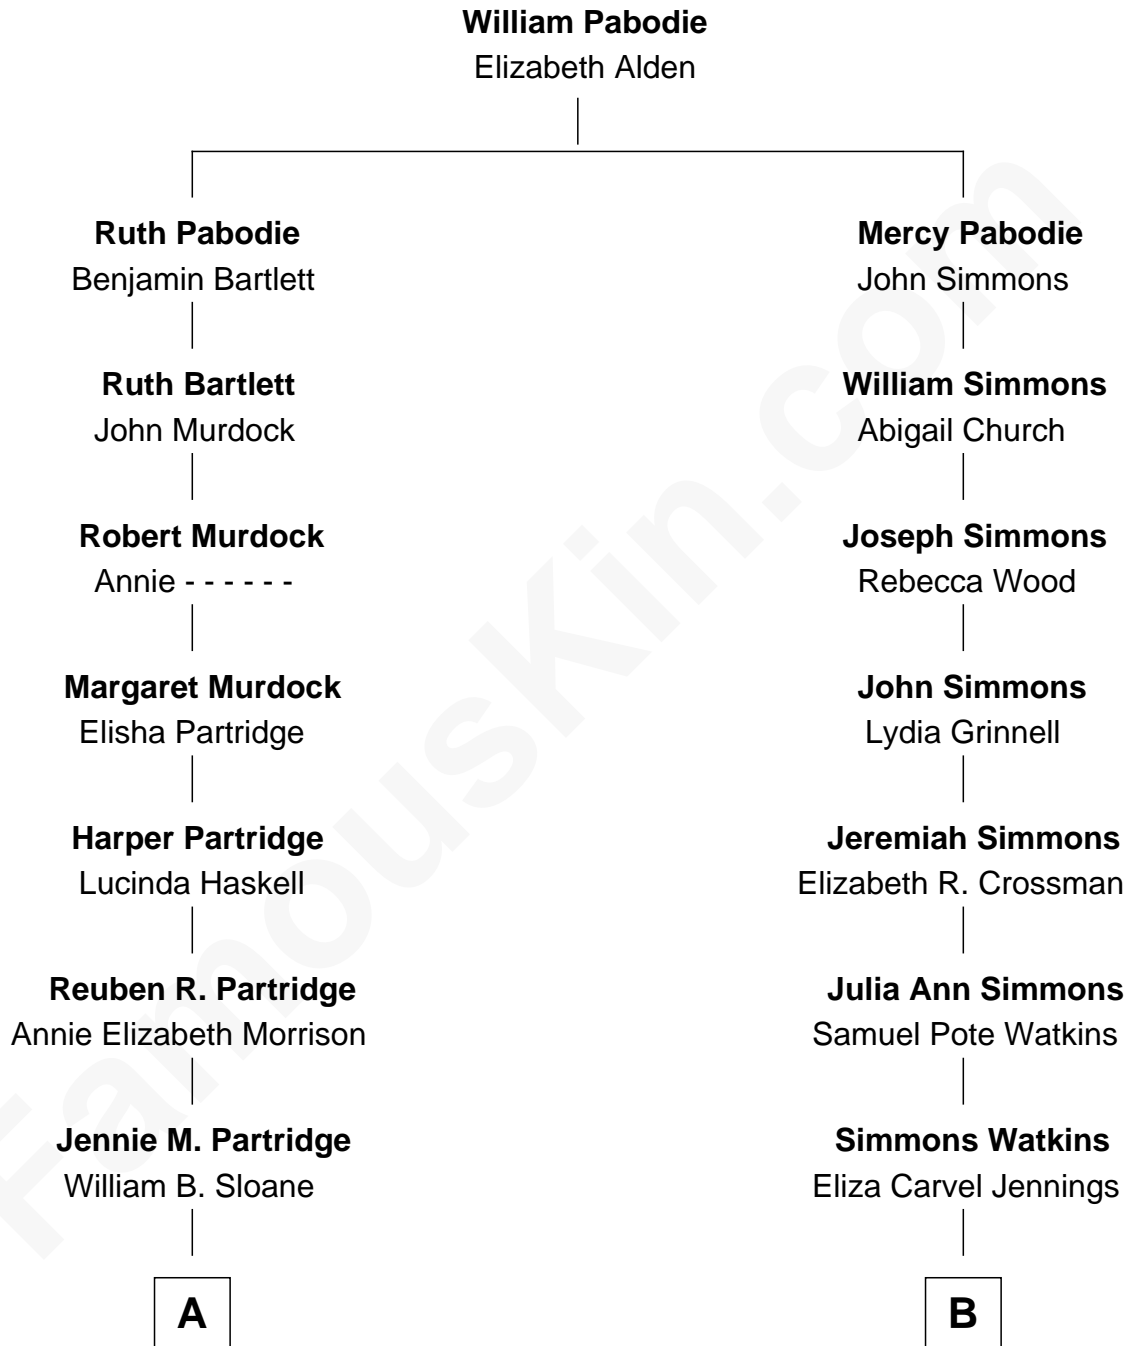 William Pabodie
Elizabeth Alden
Ruth Pabodie
Benjamin Bartlett
Mercy Pabodie
John Simmons
Ruth Bartlett
John Murdock
William Simmons
Abigail Church
Robert Murdock
Annie - - - - - -
Joseph Simmons
Rebecca Wood
Margaret Murdock
Elisha Partridge
John Simmons
Lydia Grinnell
Harper Partridge
Lucinda Haskell
Jeremiah Simmons
Elizabeth R. Crossman
Reuben R. Partridge
Annie Elizabeth Morrison
Julia Ann Simmons
Samuel Pote Watkins
Jennie M. Partridge
William B. Sloane
Simmons Watkins
Eliza Carvel Jennings
A
B
FamousKin.com